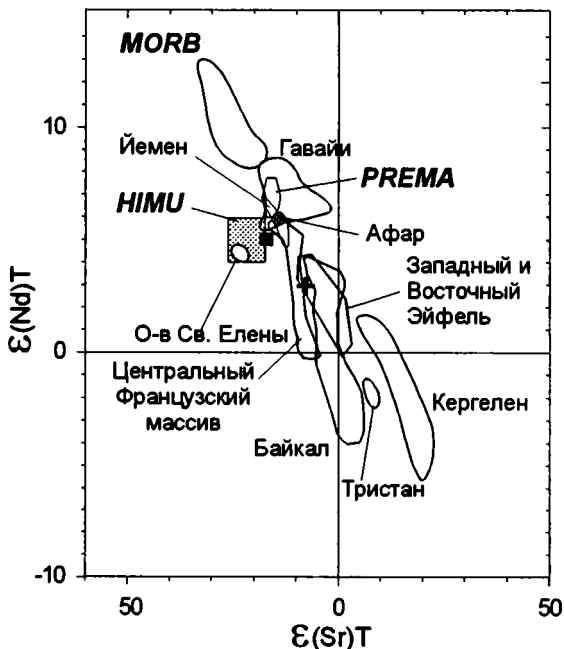 MORB
10
Гавайи
Йемен
PREMA
HIMU
Афар
Западный и
Восточный
Эйфель
О-в Св. Елены
0
Центральный
Французский
массив
Кергелен
Байкал
Тристан
-10
50
0
50
ε(Nd)T
ε(Sr)T